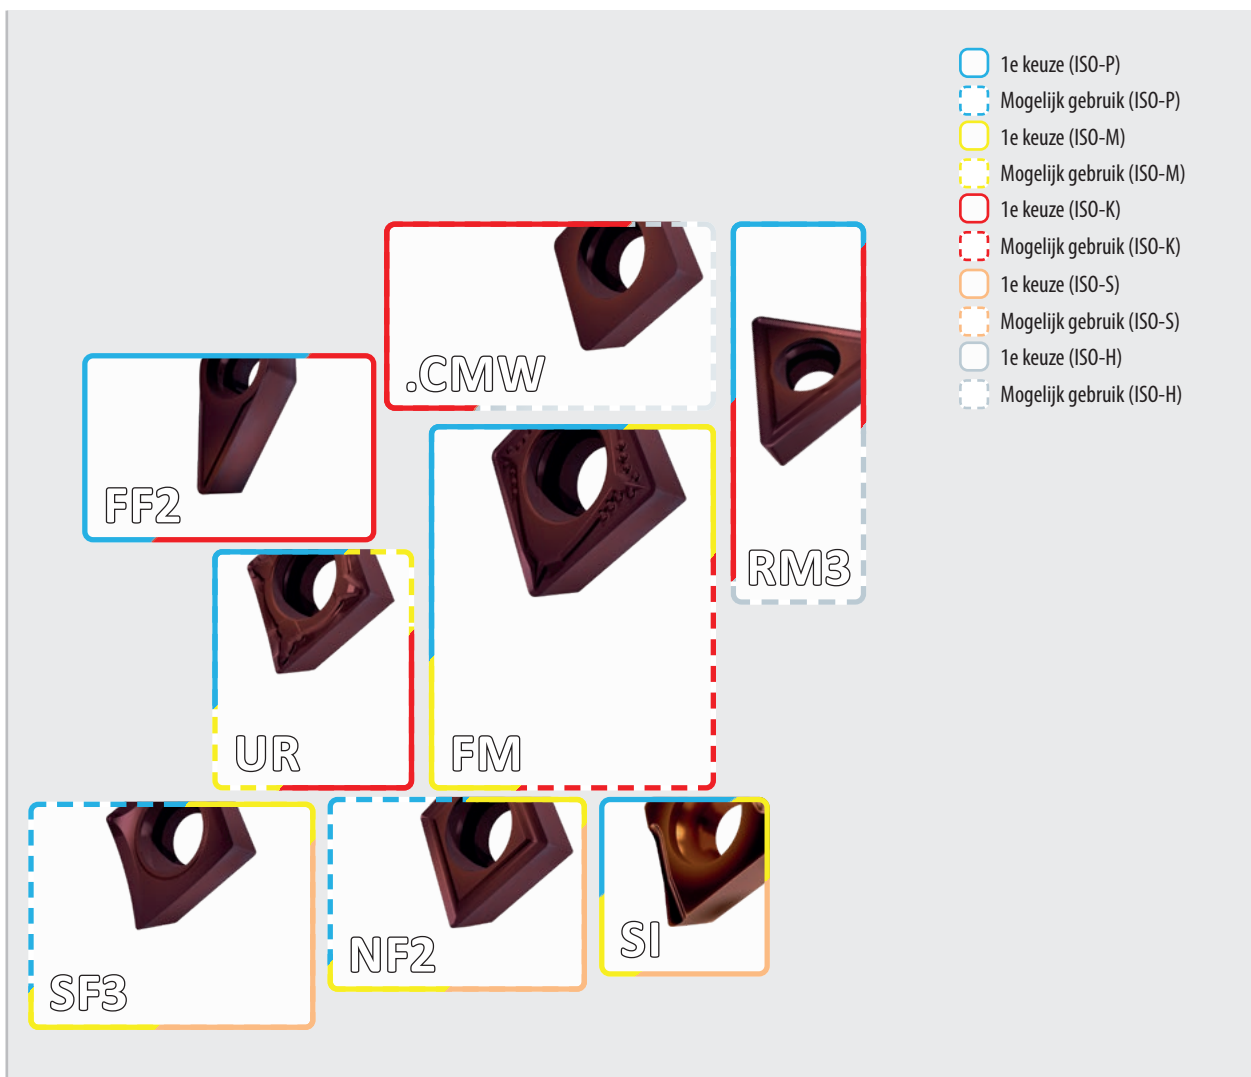 1e keuze (ISO-P)
Mogelijk gebruik (ISO-P)
1e keuze (ISO-M)
Mogelijk gebruik (ISO-M)
1e keuze (ISO-K)
Mogelijk gebruik (ISO-K)
1e keuze (ISO-S)
Mogelijk gebruik (ISO-S)
1e keuze (ISO-H)
Mogelijk gebruik (ISO-H)
.CMW
FF2
RM3
UR
FM
SF3
NF2
SI